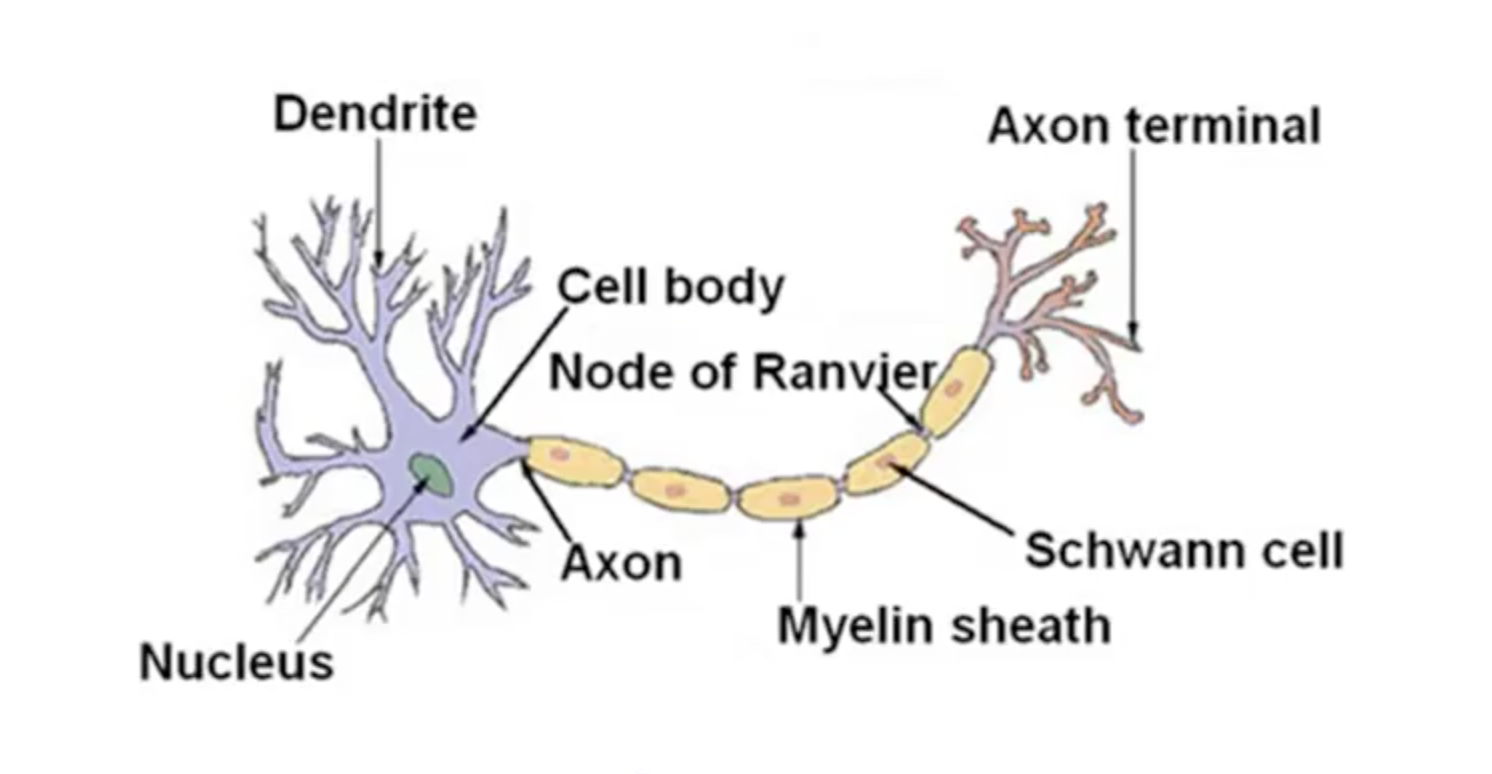 Dendrite
Axon terminal
Cell body
Node of Ranvier
Axon
Schwann cell
Myelin sheath
Nucleus